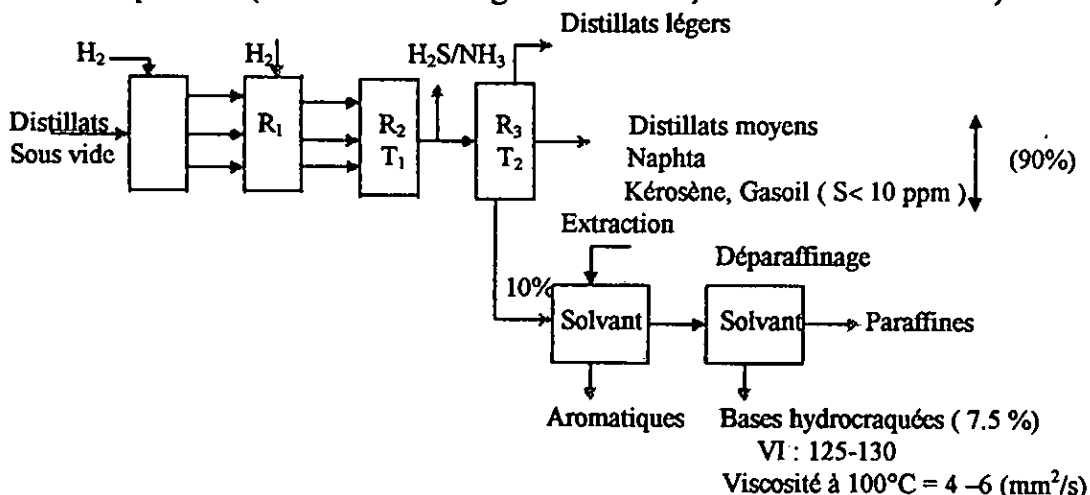 Distillats légers
H2
H2
H2S/NH3
Distillats
Sous vide
R1
R2
T1
R3
T2
Distillats moyens
Naphta
Kérosène, Gasoil ( S< 10 ppm )
(90%)
Extraction
Déparaffinage
10%
Solvant
Solvant
Paraffines
Aromatiques
Bases hydrocraquées ( 7.5 %)
VI : 125-130
Viscosité à 100°C = 4 –6 (mm²/s)